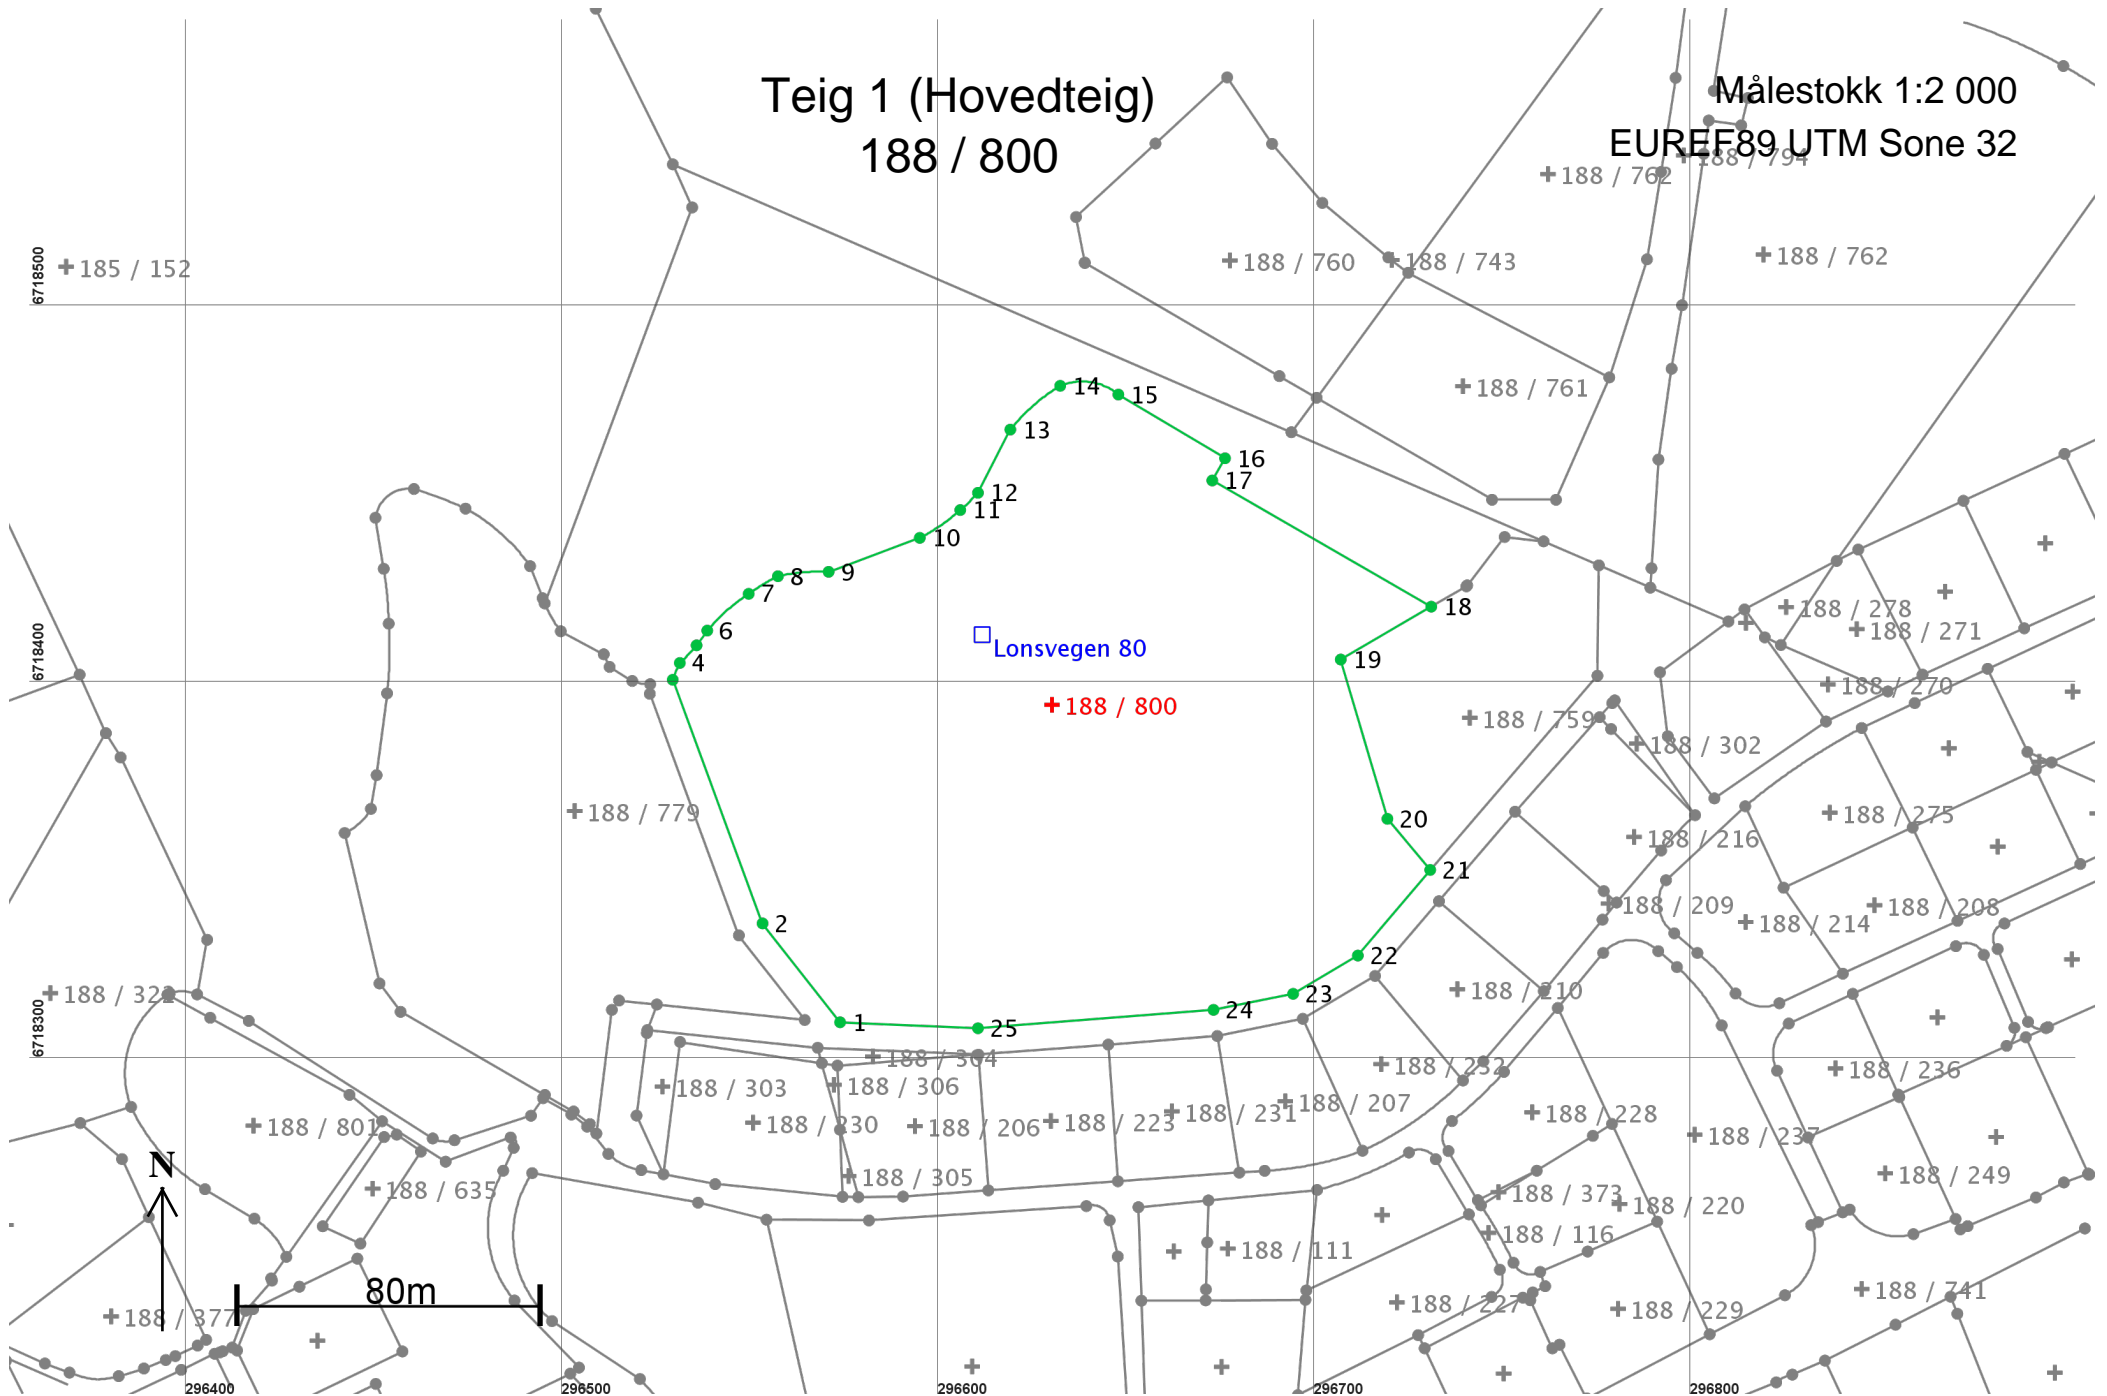 Teig 1 (Hovedteig)
188 / 800
Målestokk 1:2 000
EUREF89 UTM Sone 32
188 / 794
188 / 762
188 / 762
185 / 152
188 / 760
188 / 743
6718500
188 / 761
14
15
13
16
17
12
11
10
9
8
7
18
188 / 278
188 / 271
6
Lonsvegen 80
4
19
6718400
188 / 270
188 / 800
188 / 759
188 / 302
188 / 779
20
188 / 275
188 / 216
21
188 / 209
188 / 208
2
188 / 214
22
188 / 322
188 / 210
23
24
1
25
6718300
188 / 304
188 / 232
188 / 236
188 / 303
188 / 306
188 / 207
188 / 231
188 / 228
188 / 801
188 / 230
188 / 206
188 / 223
188 / 237
N
188 / 305
188 / 249
188 / 635
188 / 373
188 / 220
188 / 116
188 / 111
80m
188 / 741
188 / 377
188 / 227
188 / 229
296400
296500
296600
296700
296800